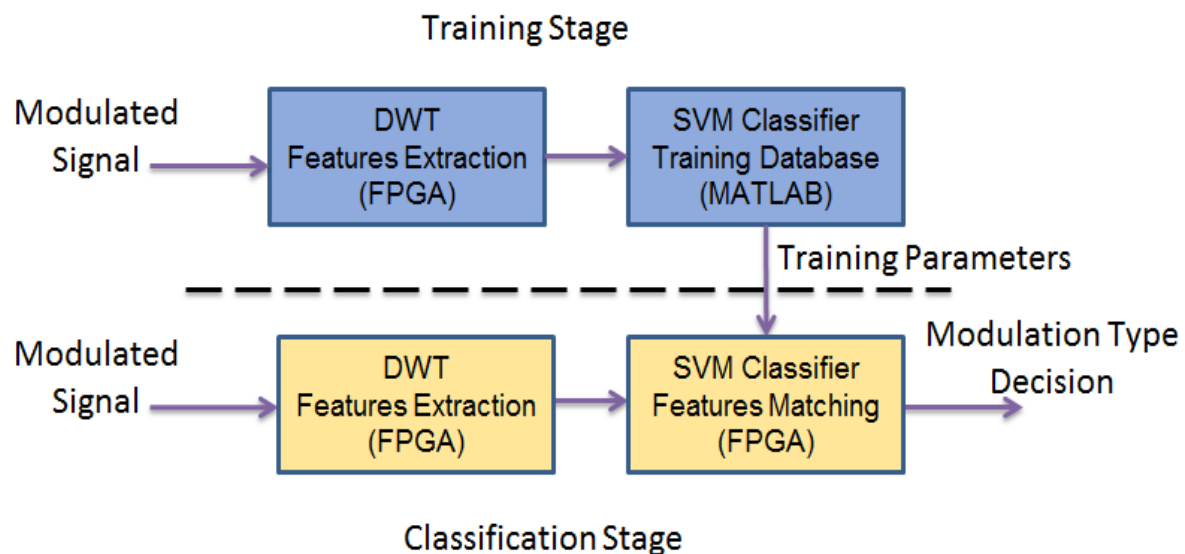 Training Stage
Modulated
Signal
DWT
Features Extraction
(FPGA)
SVM Classifier
Training Database
(MATLAB)
Training Parameters
Modulated
Signal
DWT
Features Extraction
(FPGA)
SVM Classifier
Features Matching
(FPGA)
Modulation Type
Decision
Classification Stage